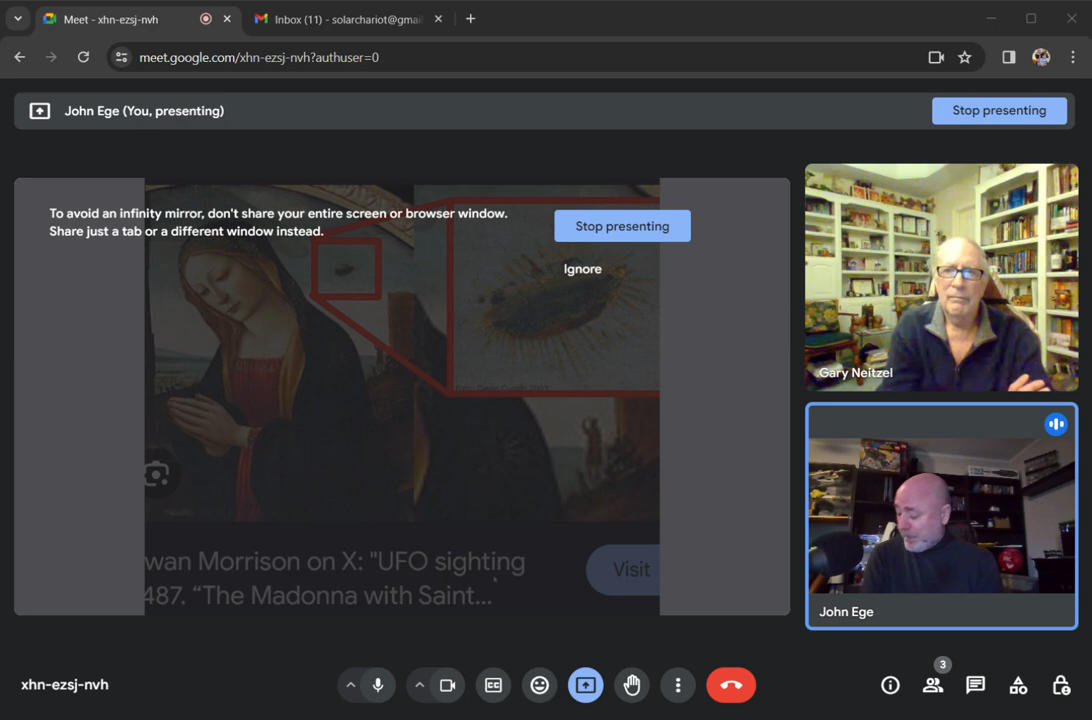 Meet - xhn-ezsj-nvh
Inbox (11) - solarchariot@gmai
meet.google.com/xhn-ezsj-nvh?authuser=0
John Ege (You, presenting)
Stop presenting
To avoid an infinity mirror, don't share your entire screen or browser window.
Share just a tab or a different window instead.
Stop presenting
Ignore
Gary Neitzel
wan Morrison on X: "UFO sighting
487. “The Madonna with Saint...
Visit
John Ege
3
xhn-ezsj-nvh
CC